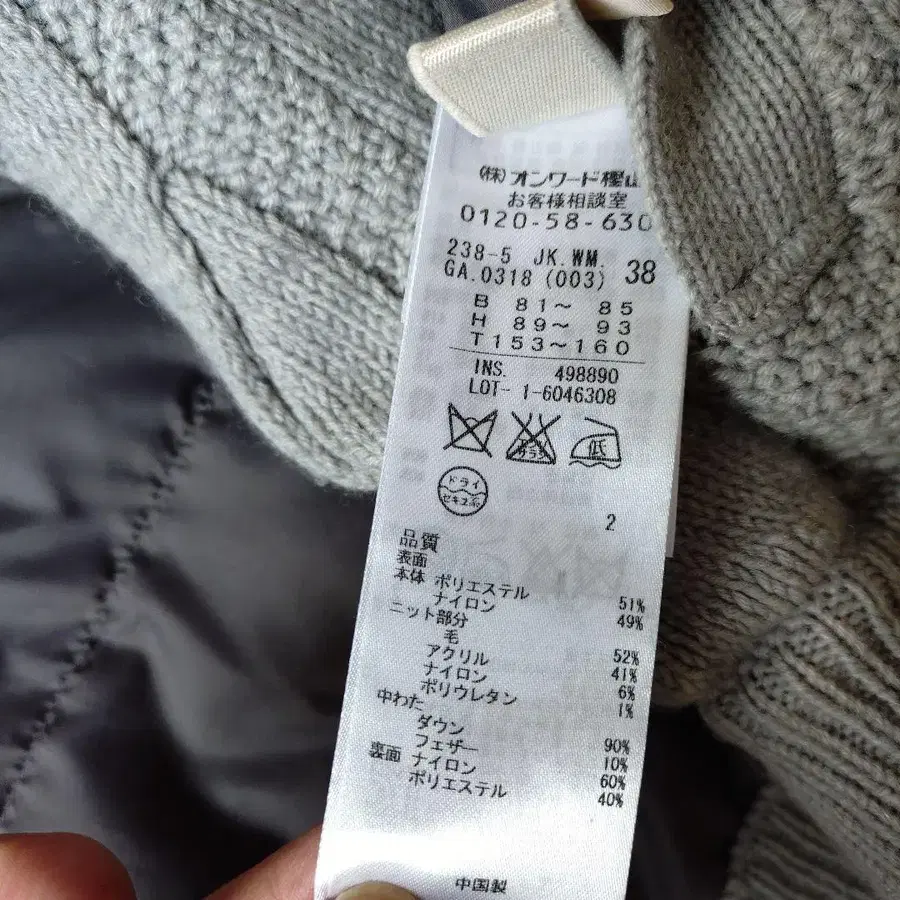 (株)オンワード樫山
お客様相談室
0120-58-630
238-5 JK.WM. 38
GA.0318 (003)
B 81〜 85
H 89〜 93
T153〜160
INS. 498890
LOT- 1-6046308
エンソ サラシ 低
ドライ
セキユ系
2
品質
表面
本体 ポリエステル 51%
ナイロン 49%
ニット部分
毛 52%
アクリル 41%
ナイロン 6%
ポリウレタン 1%
中わた
ダウン 90%
フェザー 10%
裏面 ナイロン 60%
ポリエステル 40%
中国製